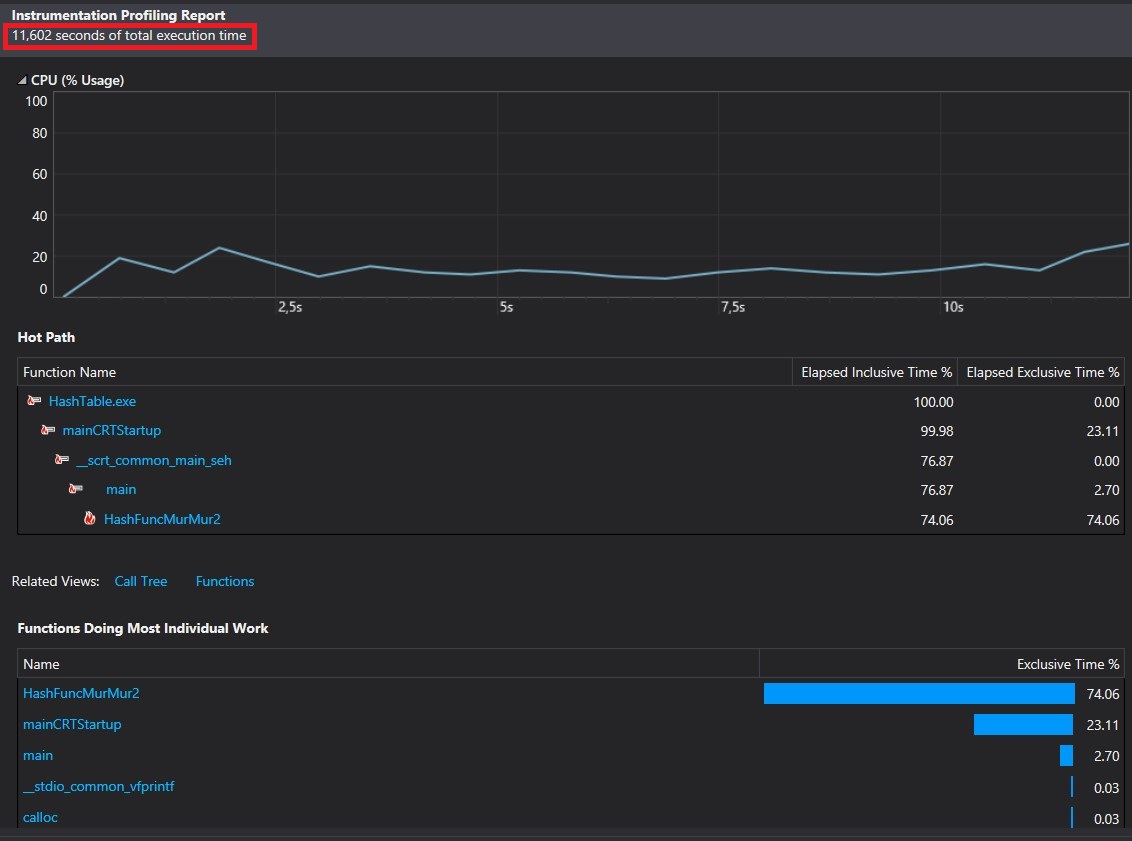 Instrumentation Profiling Report
11,602 seconds of total execution time
CPU (% Usage)
100
80
60
40
20
0
2,5s 5s 7,5s 10s
Hot Path
Function Name Elapsed Inclusive Time % Elapsed Exclusive Time %
HashTable.exe 100.00 0.00
mainCRTStartup 99.98 23.11
__scrt_common_main_seh 76.87 0.00
main 76.87 2.70
HashFuncMurMur2 74.06 74.06
Related Views: Call Tree Functions
Functions Doing Most Individual Work
Name Exclusive Time %
HashFuncMurMur2 74.06
mainCRTStartup 23.11
main 2.70
__stdio_common_vfprintf 0.03
calloc 0.03